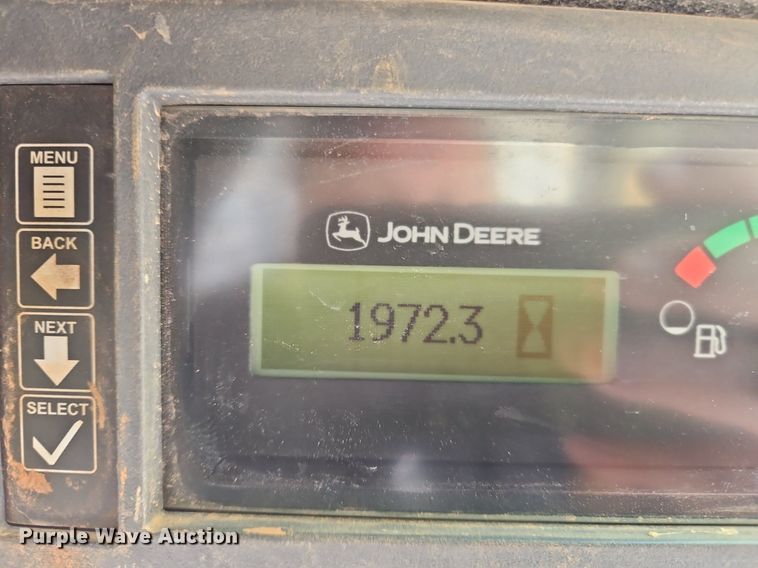 MENU
BACK
NEXT
SELECT
JOHN DEERE
1972.3
Purple Wave Auction